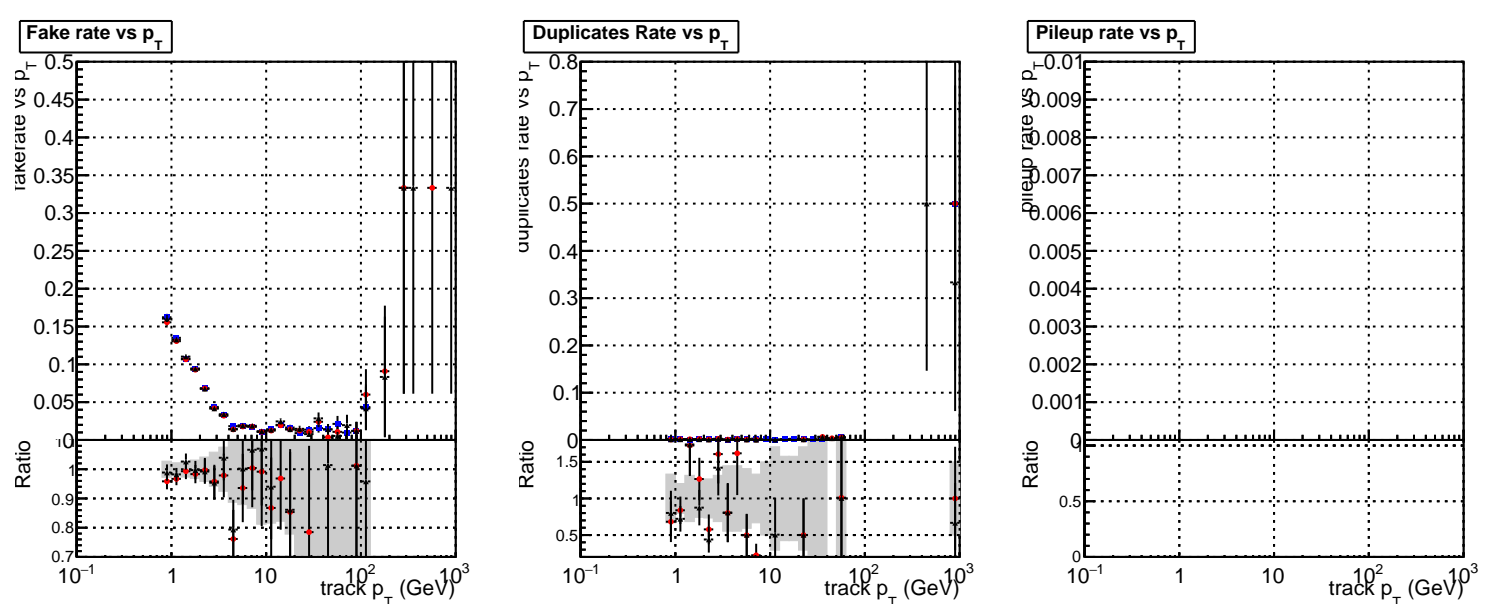 Fake rate vs p_T
fakerate vs p_T
0.5
0.45
0.4
0.35
0.3
0.25
0.2
0.15
0.1
0.05
0
Ratio
1
0.9
0.8
0.7
10^−1 1 10 10^2 10^3
track p_T (GeV)
Duplicates Rate vs p_T
duplicates rate vs p_T
0.8
0.7
0.6
0.5
0.4
0.3
0.2
0.1
0
Ratio
1.5
1
0.5
10^−1 1 10 10^2 10^3
track p_T (GeV)
Pileup rate vs p_T
pileup rate vs p_T
0.01
0.009
0.008
0.007
0.006
0.005
0.004
0.003
0.002
0.001
0
Ratio
1
0.5
0
10^−1 1 10 10^2 10^3
track p_T (GeV)